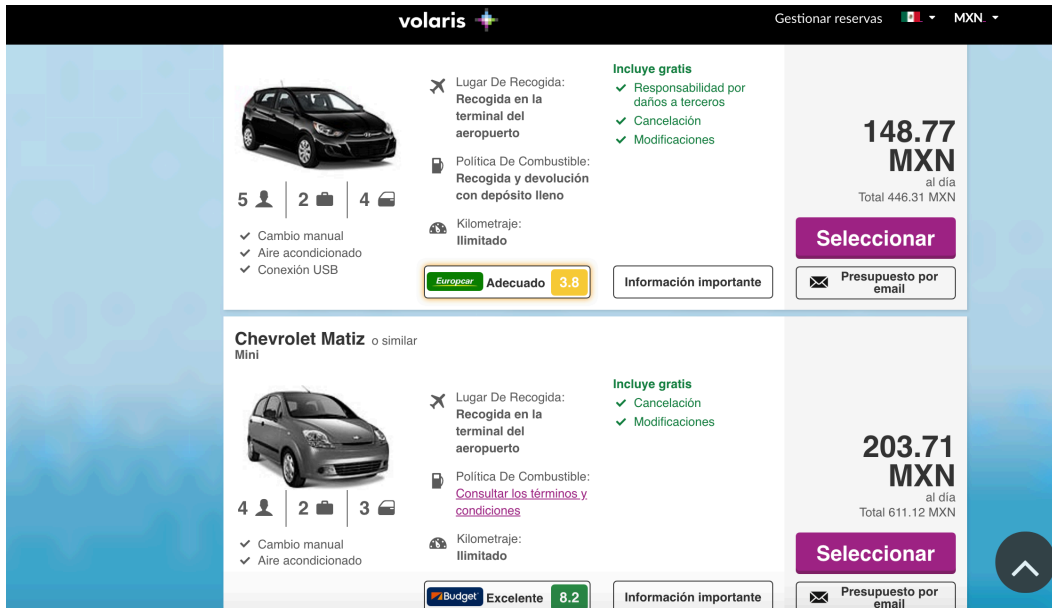 volaris
Gestionar reservas
MXN
Lugar De Recogida:
Recogida en la
terminal del
aeropuerto
Política De Combustible:
Recogida y devolución
con depósito lleno
Kilometraje:
Ilimitado
Incluye gratis
Responsabilidad por
daños a terceros
Cancelación
Modificaciones
148.77
MXN
al día
Total 446.31 MXN
5
2
4
Cambio manual
Aire acondicionado
Conexión USB
Seleccionar
Europcar Adecuado 3.8
Información importante
Presupuesto por
email
Chevrolet Matiz o similar
Mini
Lugar De Recogida:
Recogida en la
terminal del
aeropuerto
Política De Combustible:
Consultar los términos y
condiciones
Kilometraje:
Ilimitado
Incluye gratis
Cancelación
Modificaciones
203.71
MXN
al día
Total 611.12 MXN
4
2
3
Cambio manual
Aire acondicionado
Seleccionar
Budget Excelente 8.2
Información importante
Presupuesto por
email